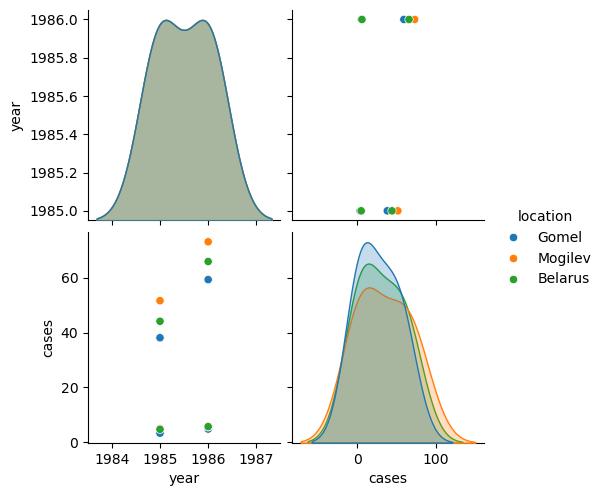 1986.0
1985.8
1985.6
1985.4
1985.2
1985.0
year
60
40
20
0
cases
1984 1985 1986 1987
year
0 100
cases
location
Gomel
Mogilev
Belarus